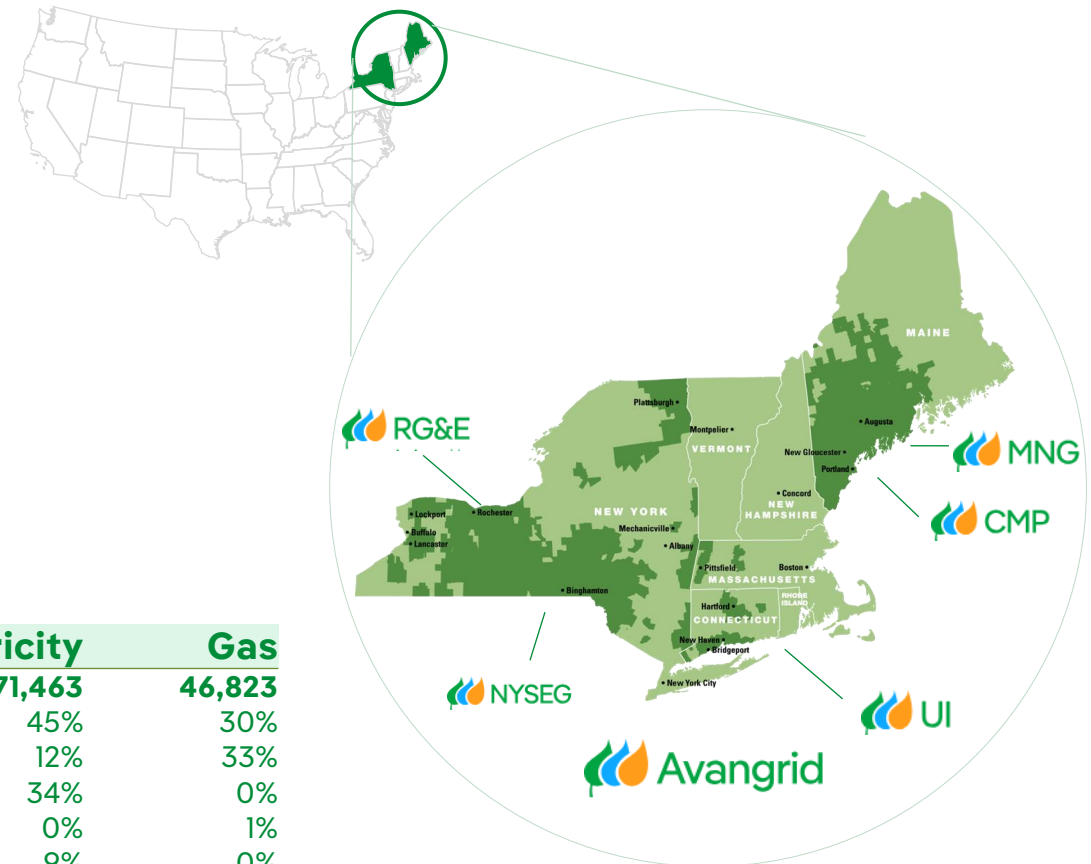 MAINE
Plattsburgh
Augusta
RG&E
Montpelier
VERMONT
New Gloucester
MNG
Portland
Concord
NEW
HAMPSHIRE
Lockport
Rochester
NEW YORK
CMP
Buffalo
Mechanicville
Lancaster
Albany
Pittsfield
Boston
MASSACHUSETTS
Binghamton
RHODE
ISLAND
Hartford
CONNECTICUT
New Haven
Bridgeport
New York City
NYSEG
UI
Avangrid
ricity Gas
71,463 46,823
45% 30%
12% 33%
34% 0%
0% 1%
9% 0%